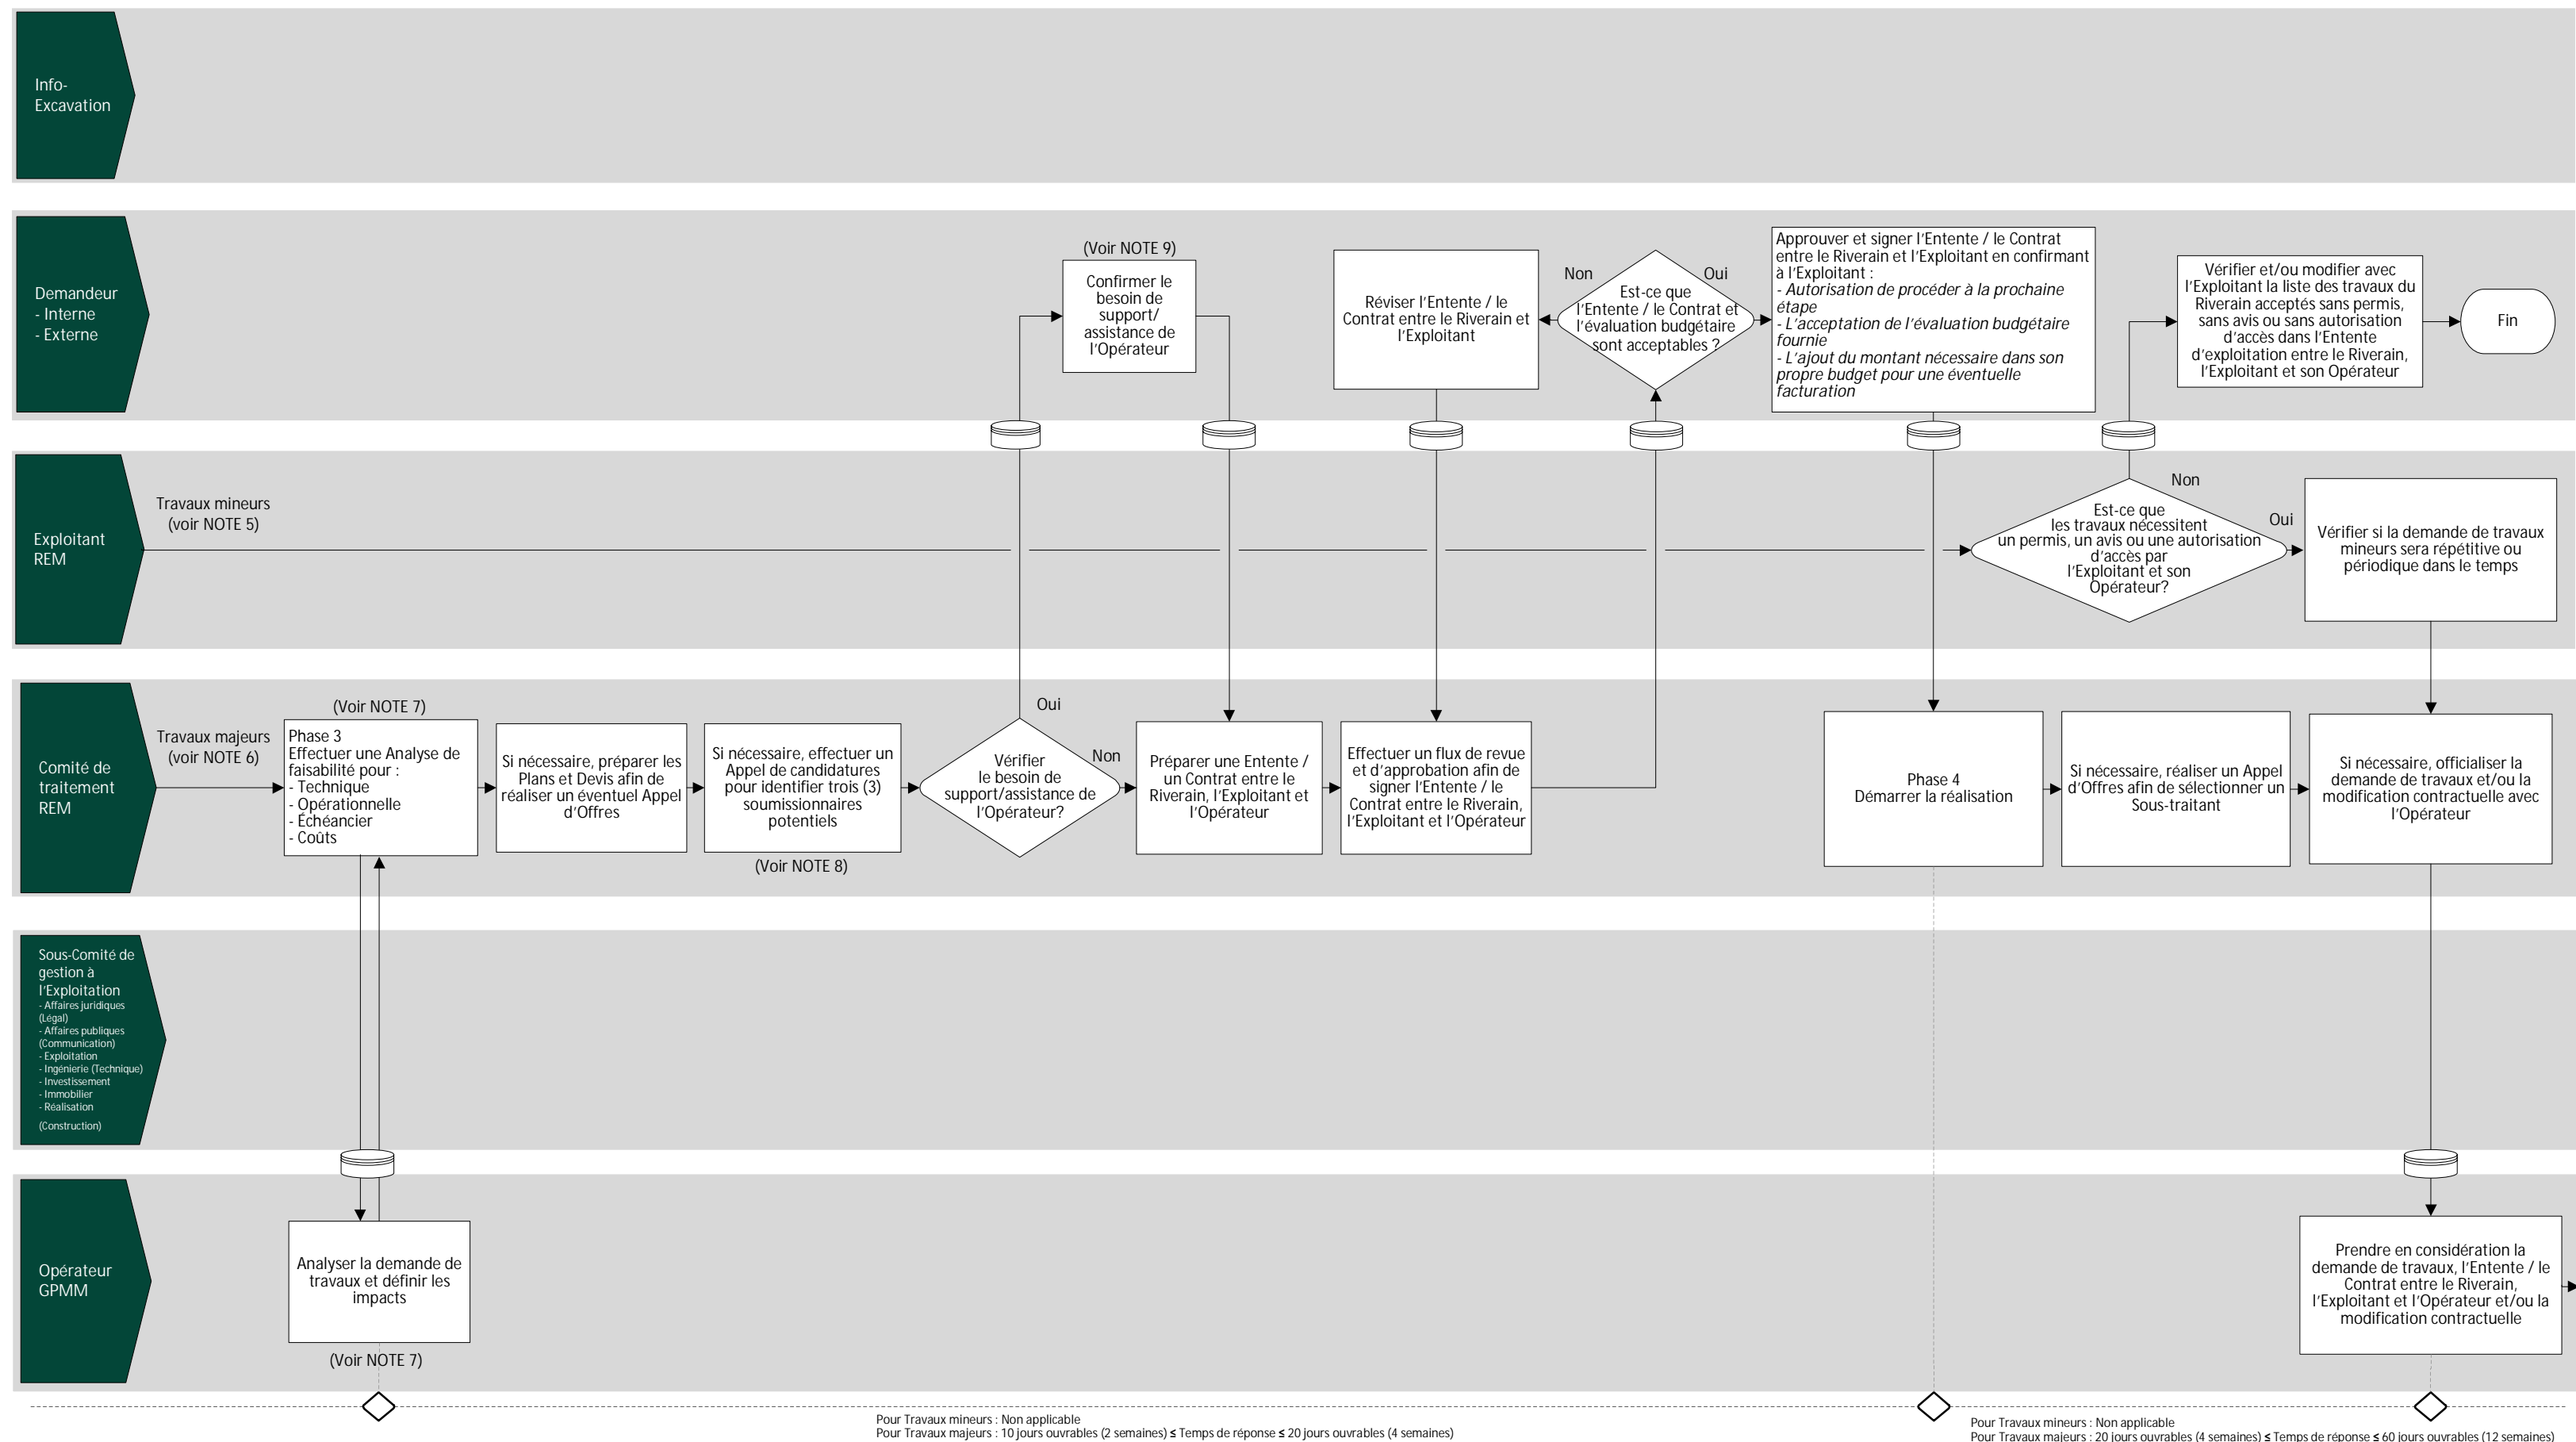 Info-
Excavation
Demandeur
- Interne
- Externe
(Voir NOTE 9)
Confirmer le
besoin de
support/
assistance de
l'Opérateur
Réviser l'Entente / le
Contrat entre le Riverain et
l'Exploitant
Non
Oui
Est-ce que
l'Entente / le Contrat et
l'évaluation budgétaire
sont acceptables ?
Approuver et signer l'Entente / le Contrat
entre le Riverain et l'Exploitant en confirmant
à l'Exploitant :
- Autorisation de procéder à la prochaine
étape
- L'acceptation de l'évaluation budgétaire
fournie
- L'ajout du montant nécessaire dans son
propre budget pour une éventuelle
facturation
Vérifier et/ou modifier avec
l'Exploitant la liste des travaux du
Riverain acceptés sans permis,
sans avis ou sans autorisation
d'accès dans l'Entente
d'exploitation entre le Riverain,
l'Exploitant et son Opérateur
Fin
Exploitant
REM
Travaux mineurs
(voir NOTE 5)
Non
Est-ce que
les travaux nécessitent
un permis, un avis ou une autorisation
d'accès par
l'Exploitant et son
Opérateur?
Oui
Vérifier si la demande de travaux
mineurs sera répétitive ou
périodique dans le temps
Comité de
traitement
REM
Travaux majeurs
(voir NOTE 6)
(Voir NOTE 7)
Phase 3
Effectuer une Analyse de
faisabilité pour :
- Technique
- Opérationnelle
- Échéancier
- Coûts
Si nécessaire, préparer les
Plans et Devis afin de
réaliser un éventuel Appel
d'Offres
Si nécessaire, effectuer un
Appel de candidatures
pour identifier trois (3)
soumissionnaires
potentiels
(Voir NOTE 8)
Oui
Vérifier
le besoin de
support/assistance de
l'Opérateur?
Non
Préparer une Entente /
un Contrat entre le
Riverain, l'Exploitant et
l'Opérateur
Effectuer un flux de revue
et d'approbation afin de
signer l'Entente / le
Contrat entre le Riverain,
l'Exploitant et l'Opérateur
Phase 4
Démarrer la réalisation
Si nécessaire, réaliser un Appel
d'Offres afin de sélectionner un
Sous-traitant
Si nécessaire, officialiser la
demande de travaux et/ou la
modification contractuelle avec
l'Opérateur
Sous-Comité de
gestion à
l'Exploitation
- Affaires juridiques
(Légal)
- Affaires publiques
(Communication)
- Exploitation
- Ingénierie (Technique)
- Investissement
- Immobilier
- Réalisation
(Construction)
Opérateur
GPMM
Analyser la demande de
travaux et définir les
impacts
(Voir NOTE 7)
Prendre en considération la
demande de travaux, l'Entente / le
Contrat entre le Riverain,
l'Exploitant et l'Opérateur et/ou la
modification contractuelle
Pour Travaux mineurs : Non applicable
Pour Travaux majeurs : 10 jours ouvrables (2 semaines) ≤ Temps de réponse ≤ 20 jours ouvrables (4 semaines)
Pour Travaux mineurs : Non applicable
Pour Travaux majeurs : 20 jours ouvrables (4 semaines) ≤ Temps de réponse ≤ 60 jours ouvrables (12 semaines)